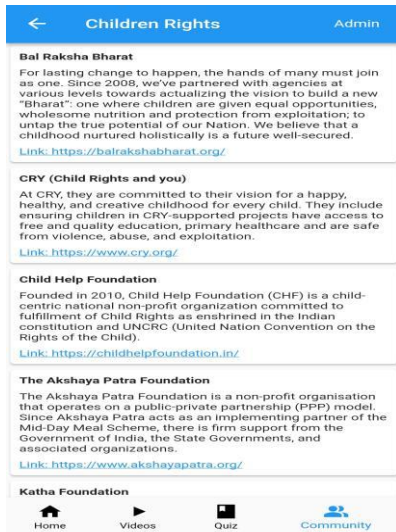 Children Rights Admin
Bal Raksha Bharat
For lasting change to happen, the hands of many must join
as one. Since 2008, we've partnered with agencies at
various levels towards actualizing the vision to build a new
"Bharat": one where children are given equal opportunities,
wholesome nutrition and protection from exploitation; to
untap the true potential of our Nation. We believe that a
childhood nurtured holistically is a future well-secured.
Link: https://balrakshabharat.org/
CRY (Child Rights and you)
At CRY, they are committed to their vision for a happy,
healthy, and creative childhood for every child. They include
ensuring children in CRY-supported projects have access to
free and quality education, primary healthcare and are safe
from violence, abuse, and exploitation.
Link: https://www.cry.org/
Child Help Foundation
Founded in 2010, Child Help Foundation (CHF) is a child-
centric national non-profit organization committed to
fulfillment of Child Rights as enshrined in the Indian
constitution and UNCRC (United Nation Convention on the
Rights of the Child).
Link: https://childhelpfoundation.in/
The Akshaya Patra Foundation
The Akshaya Patra Foundation is a non-profit organisation
that operates on a public-private partnership (PPP) model.
Since Akshaya Patra acts as an implementing partner of the
Mid-Day Meal Scheme, there is firm support from the
Government of India, the State Governments, and
associated organizations.
Link: https://www.akshayapatra.org/
Katha Foundation
Home Videos Quiz Community